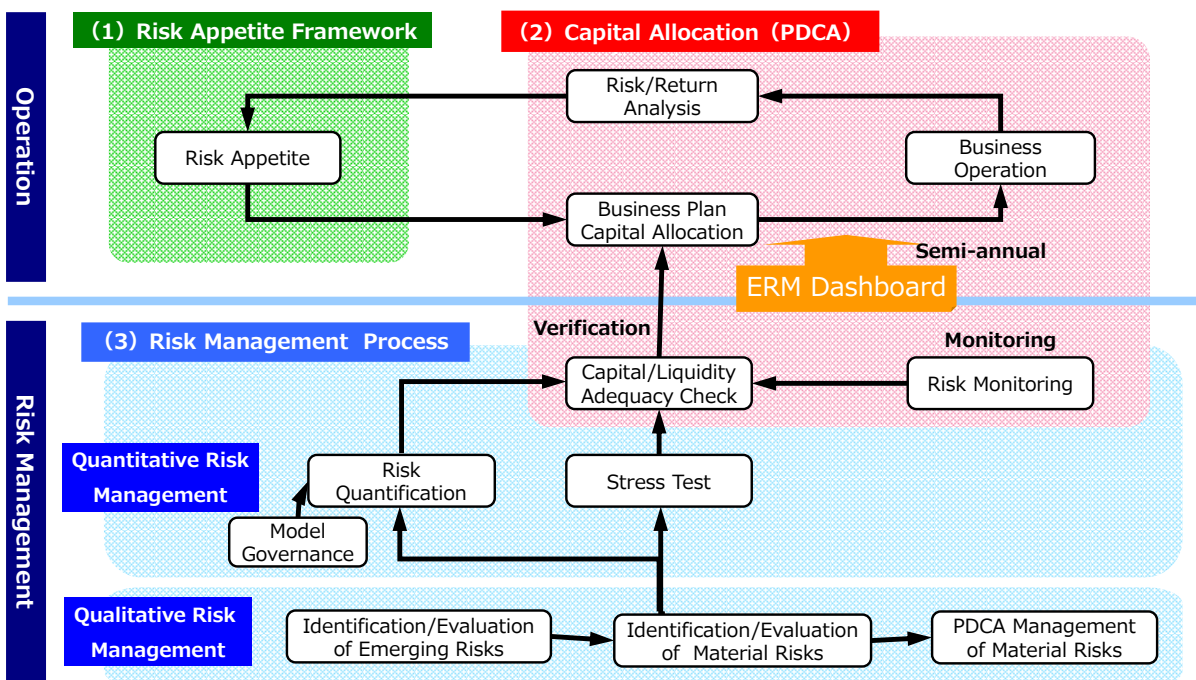 （1）Risk Appetite Framework
（2）Capital Allocation（PDCA）
Operation
Risk/Return
Analysis
Risk Appetite
Business
Operation
Business Plan
Capital Allocation
Semi-annual
ERM Dashboard
Verification
（3）Risk Management Process
Monitoring
Risk Management
Capital/Liquidity
Adequacy Check
Risk Monitoring
Quantitative Risk
Management
Risk
Quantification
Stress Test
Model
Governance
Qualitative Risk
Management
Identification/Evaluation
of Emerging Risks
Identification/Evaluation
of Material Risks
PDCA Management
of Material Risks